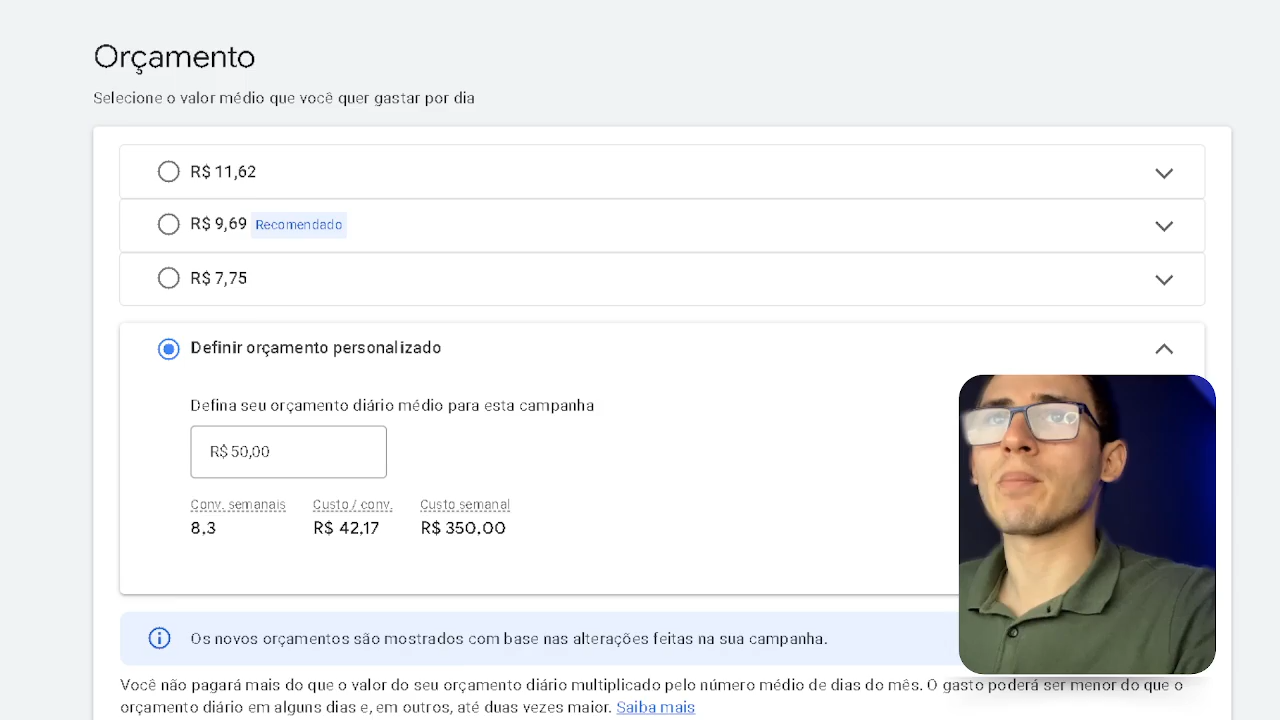 Orçamento
Selecione o valor médio que você quer gastar por dia
R$ 11,62
R$ 9,69 Recomendado
R$ 7,75
Definir orçamento personalizado
Defina seu orçamento diário médio para esta campanha
R$ 50,00
Conv. semanais Custo / conv. Custo semanal
8,3 R$ 42,17 R$ 350,00
Os novos orçamentos são mostrados com base nas alterações feitas na sua campanha.
Você não pagará mais do que o valor do seu orçamento diário multiplicado pelo número médio de dias do mês. O gasto poderá ser menor do que o
orçamento diário em alguns dias e, em outros, até duas vezes maior. Saiba mais